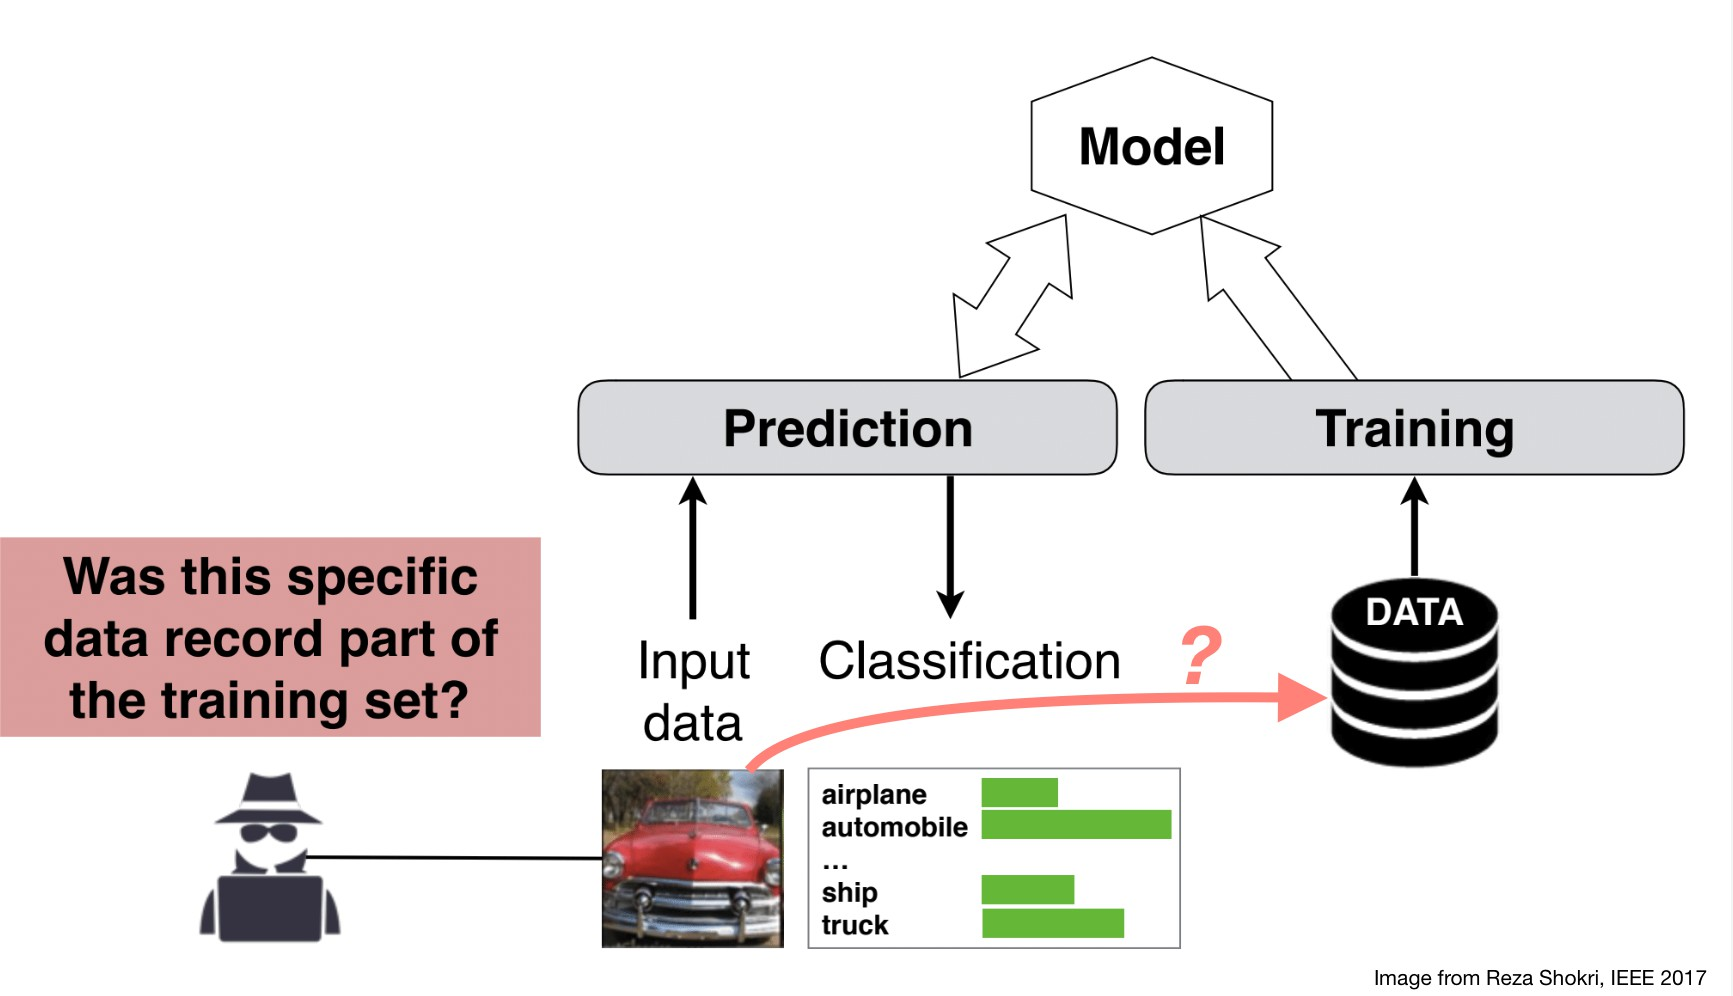 Model
Prediction
Training
Was this specific
data record part of
the training set?
Input
data
Classification
?
DATA
airplane
automobile
...
ship
truck
Image from Reza Shokri, IEEE 2017